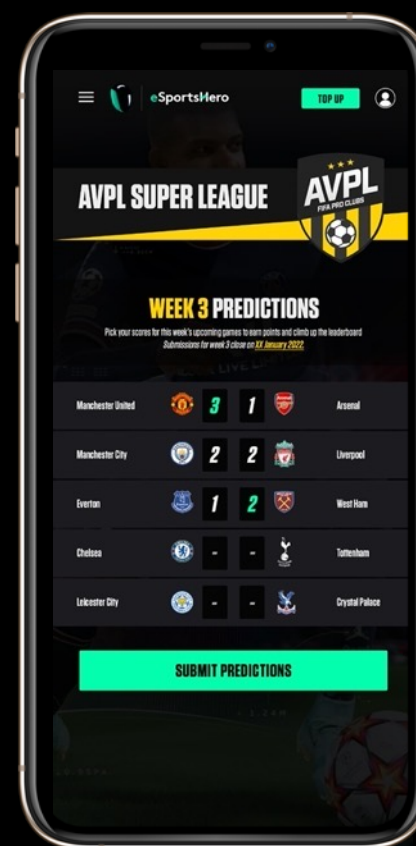 eSportsHero
TOP UP
AVPL SUPER LEAGUE
AVPL
FIFA PRO CLUBS
WEEK 3 PREDICTIONS
Pick your scores for this week's upcoming games to earn points and climb up the leaderboard
Submissions for week 3 close on XX January 2022.
Manchester United 3 1 Arsenal
Manchester City 2 2 Liverpool
Everton 1 2 West Ham
Chelsea - - Tottenham
Leicester City - - Crystal Palace
SUBMIT PREDICTIONS